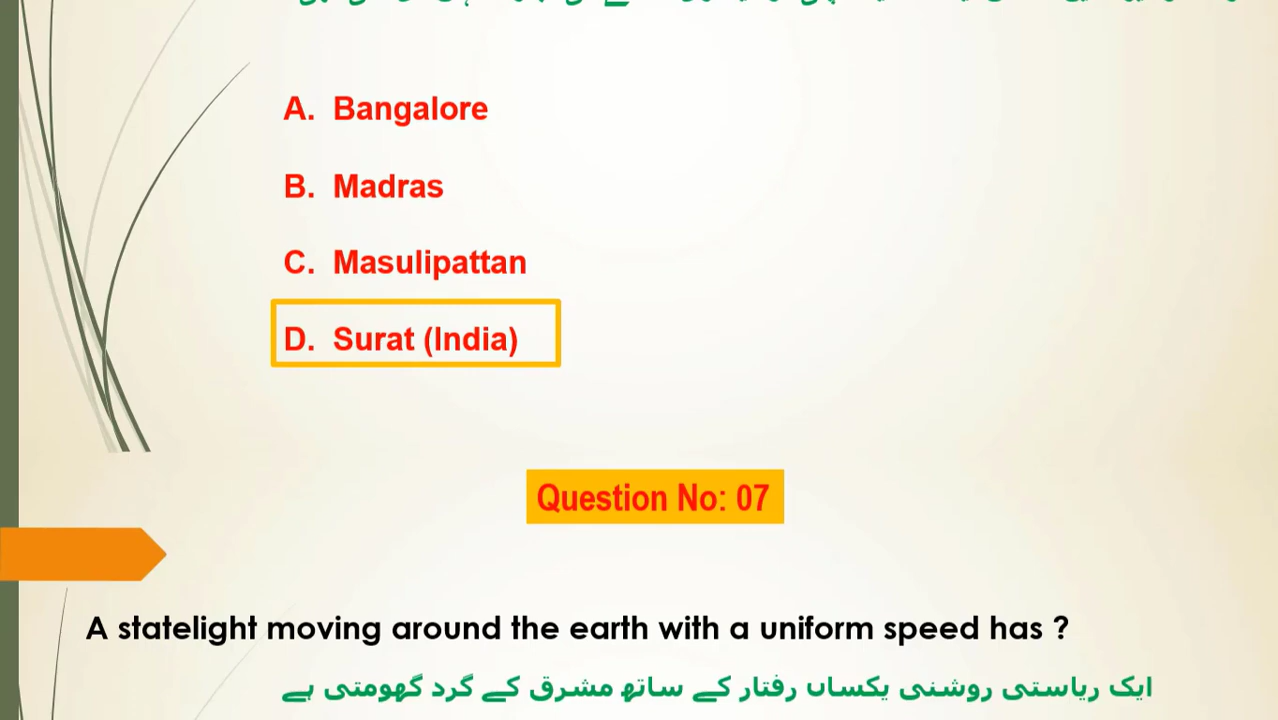 A. Bangalore
B. Madras
C. Masulipattan
D. Surat (India)
Question No: 07
A statelight moving around the earth with a uniform speed has ?
ایک ریاستی روشنی یکساں رفتار کے ساتھ مشرق کے گرد گھومتی ہے